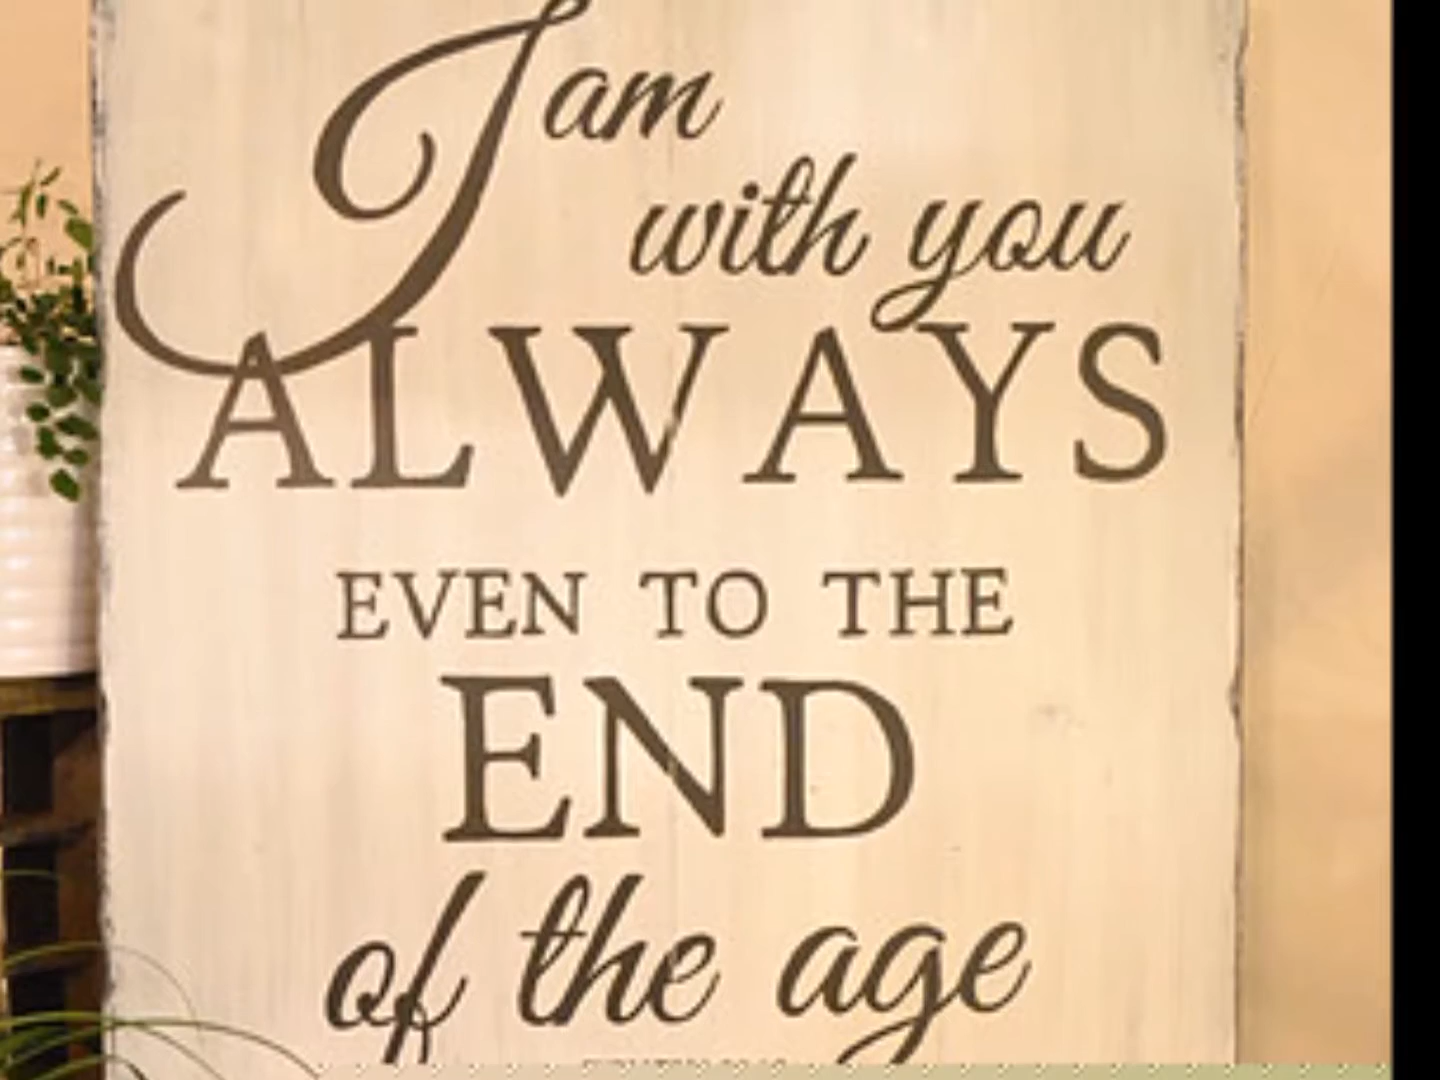 I am
with you
ALWAYS
EVEN TO THE
END
of the age